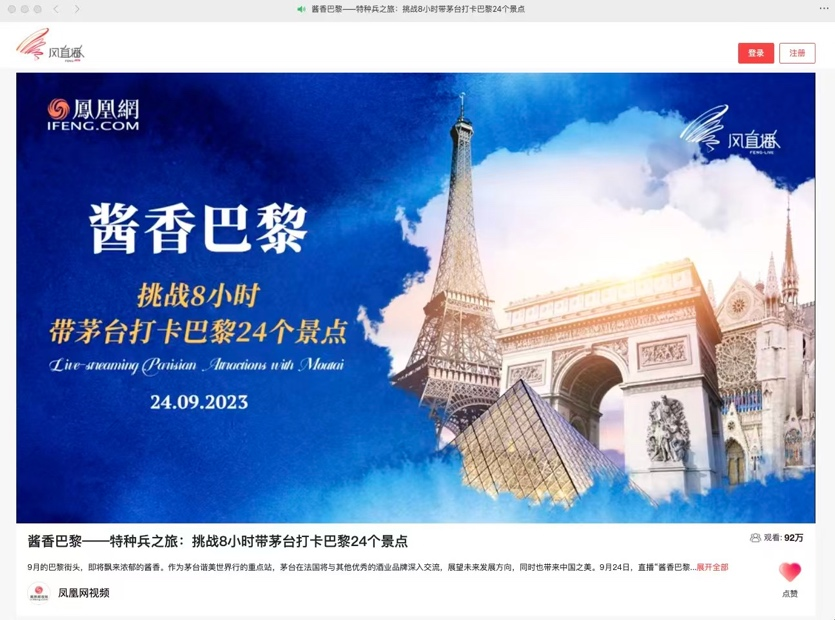 酱香巴黎——特种兵之旅：挑战8小时带茅台打卡巴黎24个景点
风直播
登录
注册
鳳凰網
IFENG.COM
风直播
FENG-LIVE
酱香巴黎
挑战8小时
带茅台打卡巴黎24个景点
Live-streaming Parisian Attractions with Moutai
24.09.2023
酱香巴黎——特种兵之旅：挑战8小时带茅台打卡巴黎24个景点
观看: 92万
9月的巴黎街头，即将飘来浓郁的酱香。作为茅台谐美世界行的重点站，茅台在法国将与其他优秀的酒业品牌深入交流，展望未来发展方向，同时也带来中国之美。9月24日，直播“酱香巴黎...展开全部
凤凰网视频
点赞